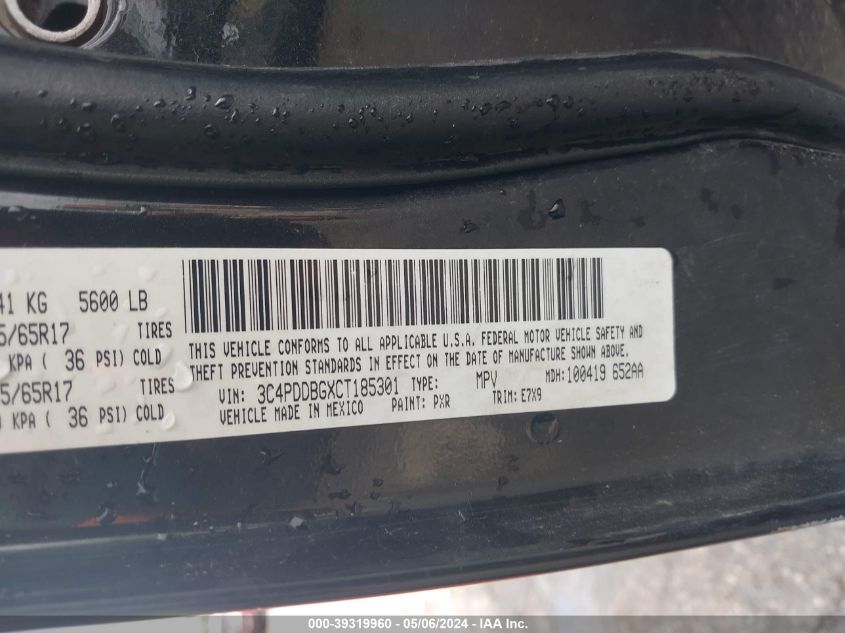 41 KG 5600 LB
5/65R17 TIRES
KPA ( 36 PSI) COLD
5/65R17 TIRES
KPA ( 36 PSI) COLD
THIS VEHICLE CONFORMS TO ALL APPLICABLE U.S.A. FEDERAL MOTOR VEHICLE SAFETY AND
THEFT PREVENTION STANDARDS IN EFFECT ON THE DATE OF MANUFACTURE SHOWN ABOVE.
VIN: 3C4PDDBGXCT185301 TYPE: MPV MDH:100419 652AA
VEHICLE MADE IN MEXICO PAINT: PXR TRIM: E7X9
000-39319960 - 05/06/2024 - IAA Inc.